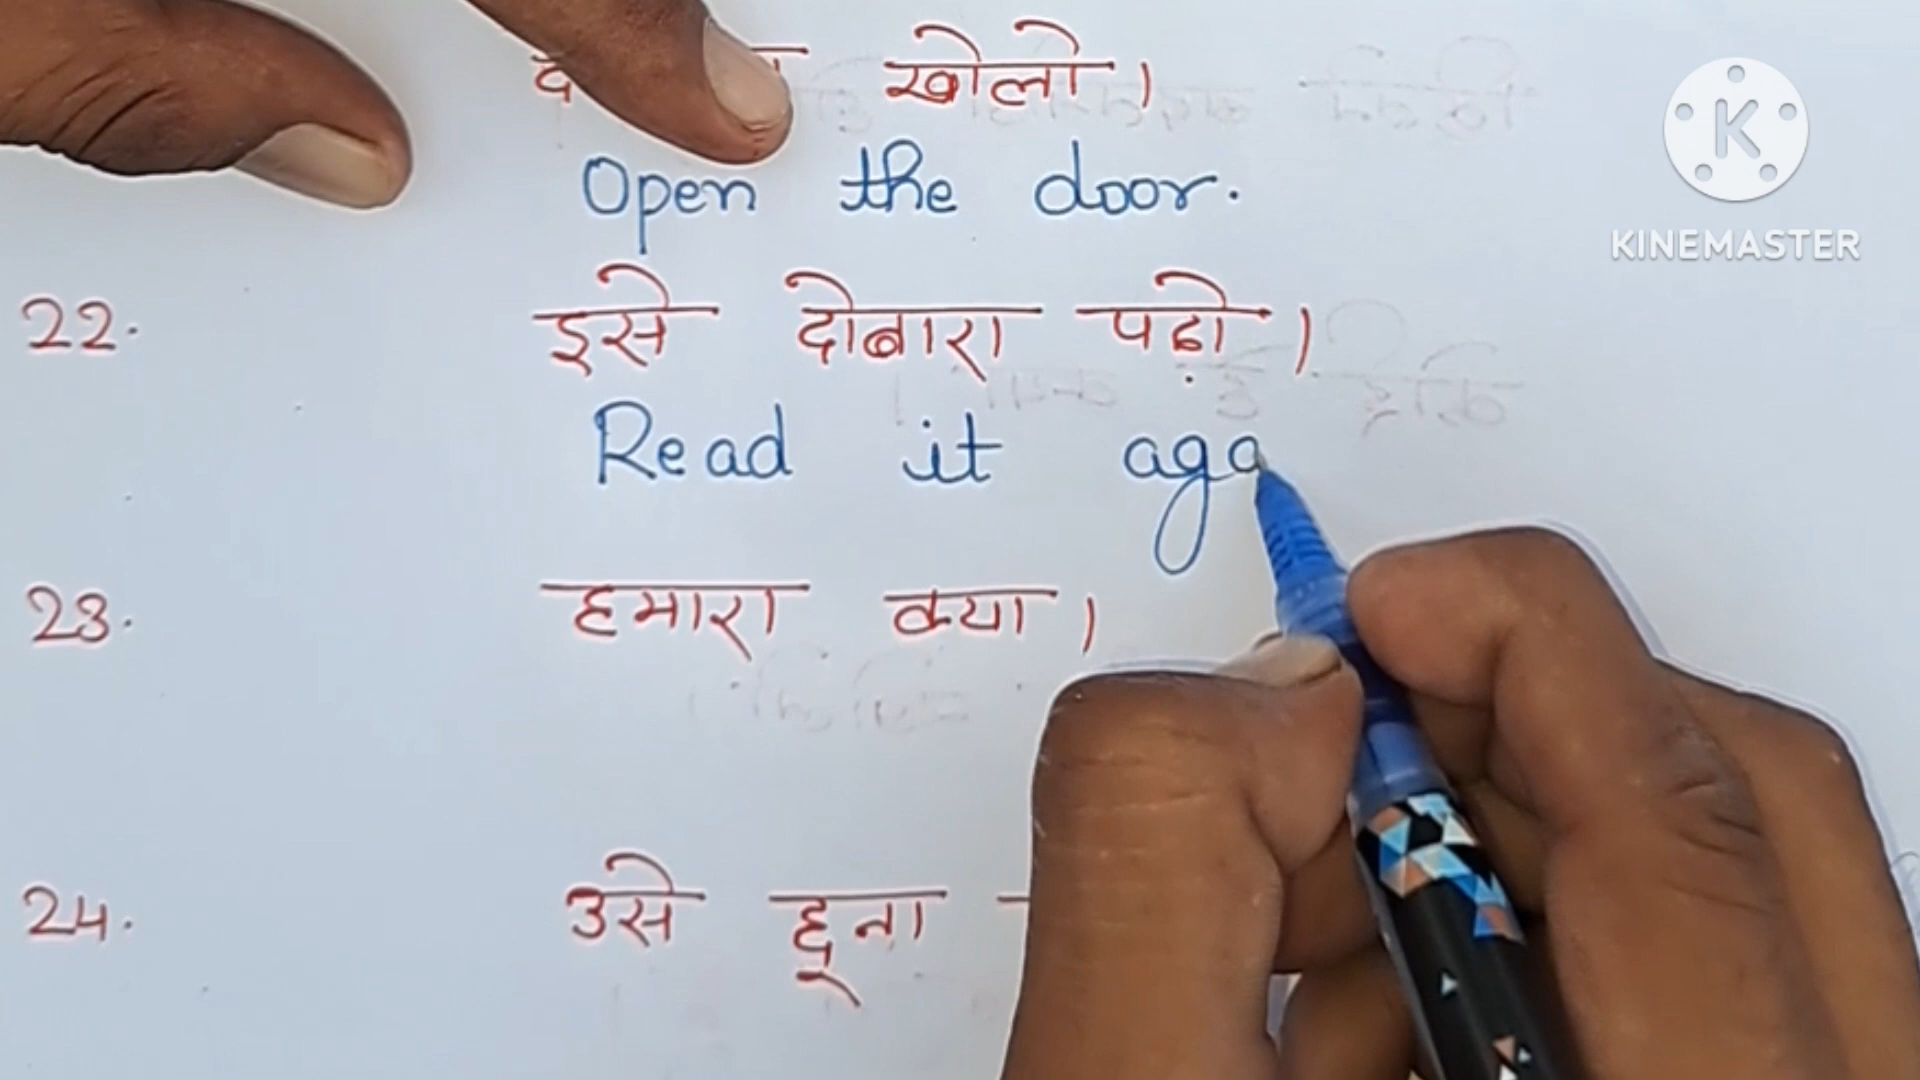 खोलो।
Open the door.
22. इसे दोबारा पढ़ो।
Read it aga
23. हमारा क्या।
24. उसे छूना
K
KINEMASTER